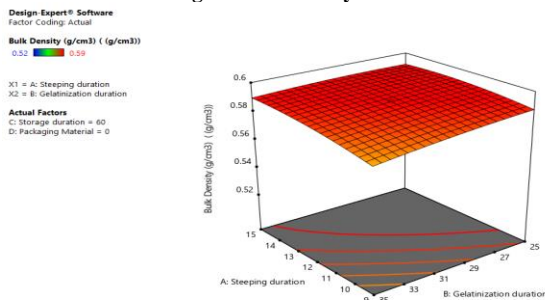 Design-Expert® Software
Factor Coding: Actual
Bulk Density (g/cm3) ( (g/cm3))
0.52 0.59
X1 = A: Steeping duration
X2 = B: Gelatinization duration
Actual Factors
C: Storage duration = 60
D: Packaging Material = 0
0.6
0.58
0.56
0.54
0.52
Bulk Density (g/cm3) ( (g/cm3))
15
14
13
12
11
10
9
A: Steeping duration
25
27
29
31
33
35
B: Gelatinization duration